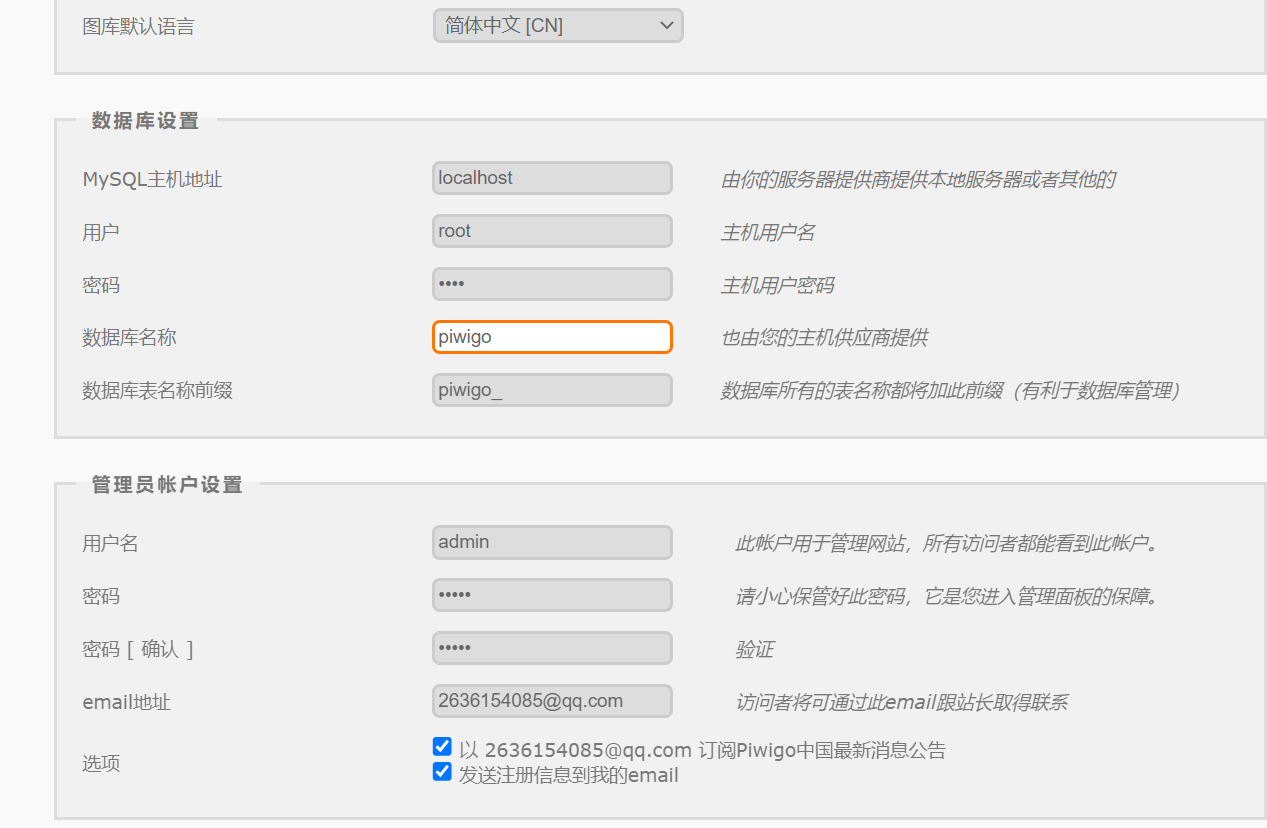 图库默认语言 简体中文 [CN]
数据库设置
MySQL主机地址 localhost 由你的服务器提供商提供本地服务器或者其他的
用户 root 主机用户名
密码 •••• 主机用户密码
数据库名称 piwigo 也由您的主机供应商提供
数据库表名称前缀 piwigo_ 数据库所有的表名称都将加此前缀（有利于数据库管理）
管理员帐户设置
用户名 admin 此帐户用于管理网站，所有访问者都能看到此帐户。
密码 ••••• 请小心保管好此密码，它是您进入管理面板的保障。
密码 [ 确认 ] ••••• 验证
email地址 2636154085@qq.com 访问者将可通过此email跟站长取得联系
选项 以 2636154085@qq.com 订阅Piwigo中国最新消息公告
发送注册信息到我的email